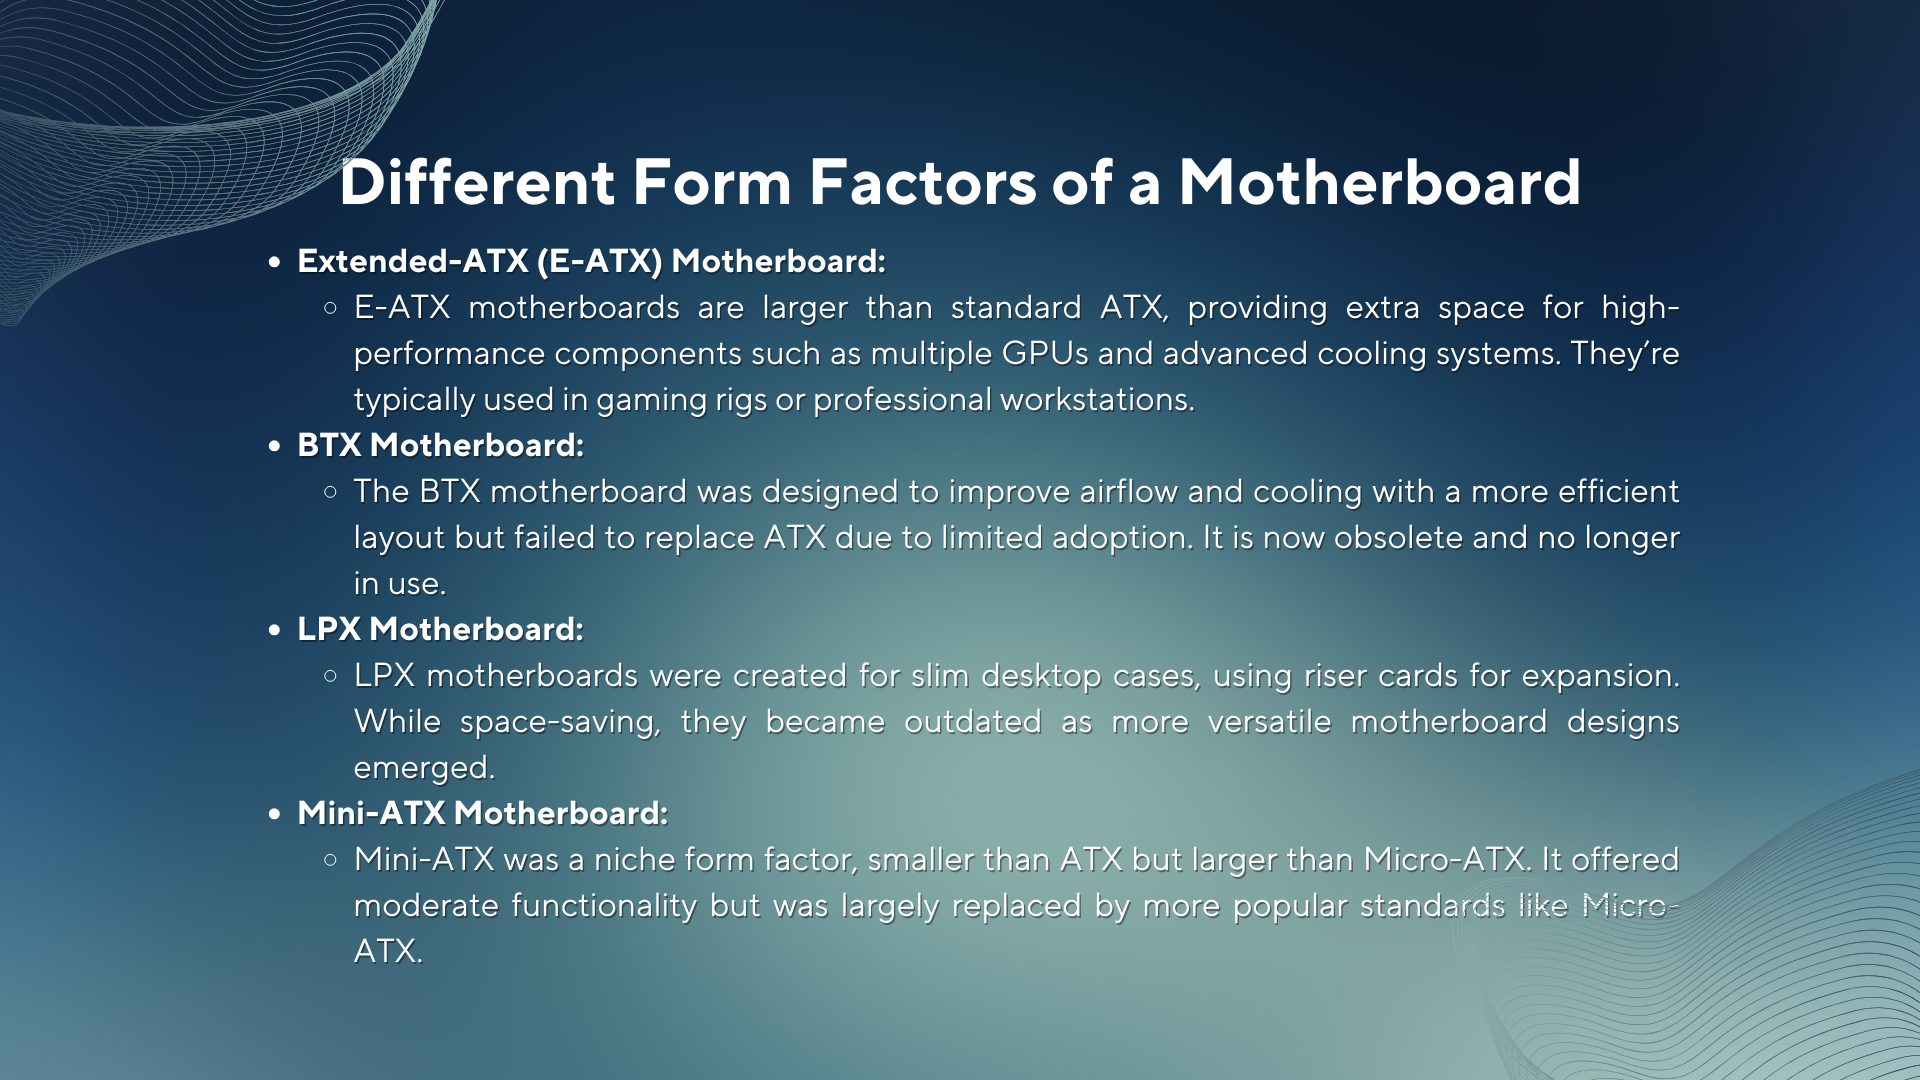 Different Form Factors of a Motherboard
• Extended-ATX (E-ATX) Motherboard:
○ E-ATX motherboards are larger than standard ATX, providing extra space for high-
performance components such as multiple GPUs and advanced cooling systems. They’re
typically used in gaming rigs or professional workstations.
• BTX Motherboard:
○ The BTX motherboard was designed to improve airflow and cooling with a more efficient
layout but failed to replace ATX due to limited adoption. It is now obsolete and no longer
in use.
• LPX Motherboard:
○ LPX motherboards were created for slim desktop cases, using riser cards for expansion.
While space-saving, they became outdated as more versatile motherboard designs
emerged.
• Mini-ATX Motherboard:
○ Mini-ATX was a niche form factor, smaller than ATX but larger than Micro-ATX. It offered
moderate functionality but was largely replaced by more popular standards like Micro-
ATX.